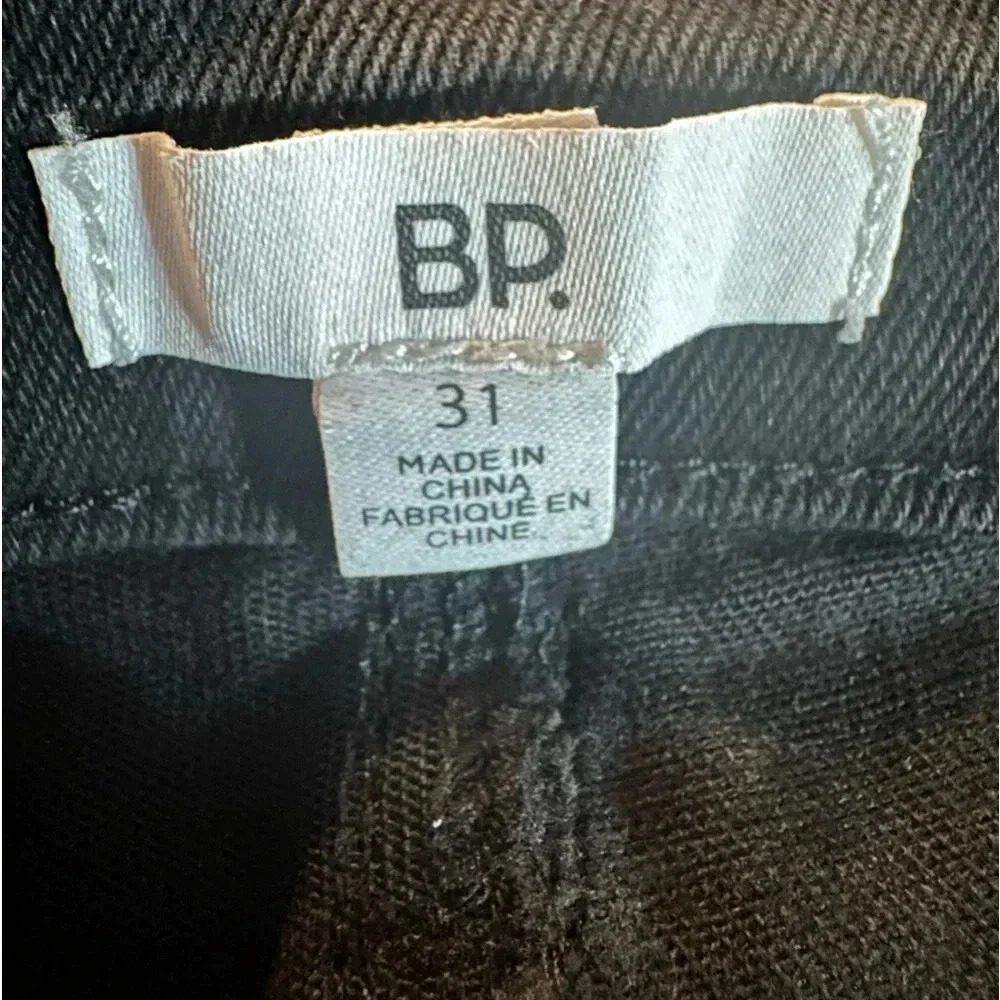 BP.
31
MADE IN
CHINA
FABRIQUÉ EN
CHINE